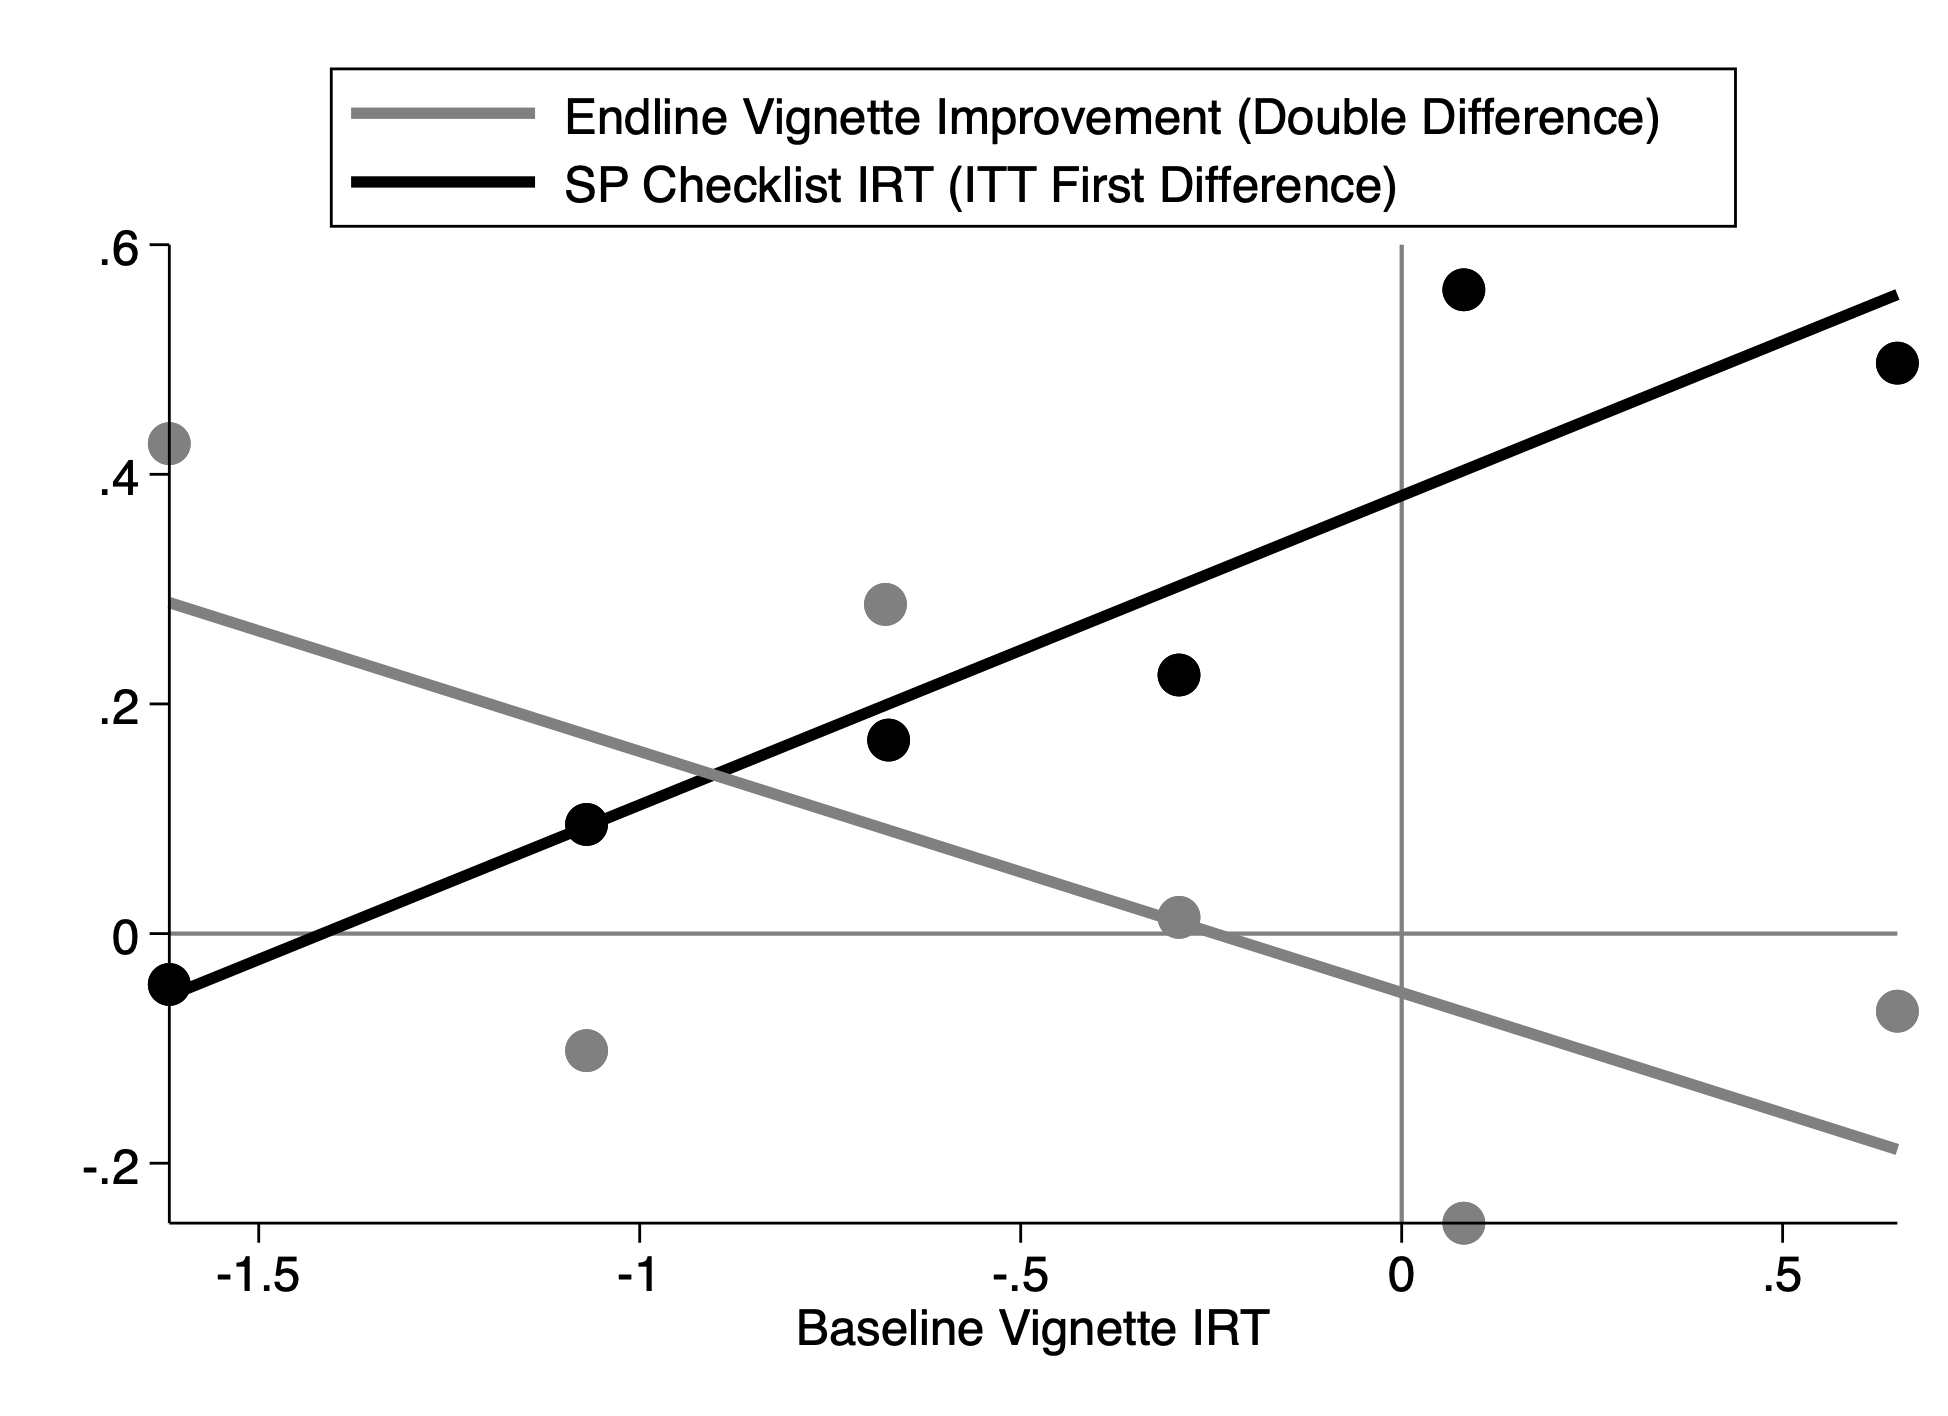 Endline Vignette Improvement (Double Difference)
SP Checklist IRT (ITT First Difference)
.6
.4
.2
0
-.2
-1.5 -1 -.5 0 .5
Baseline Vignette IRT